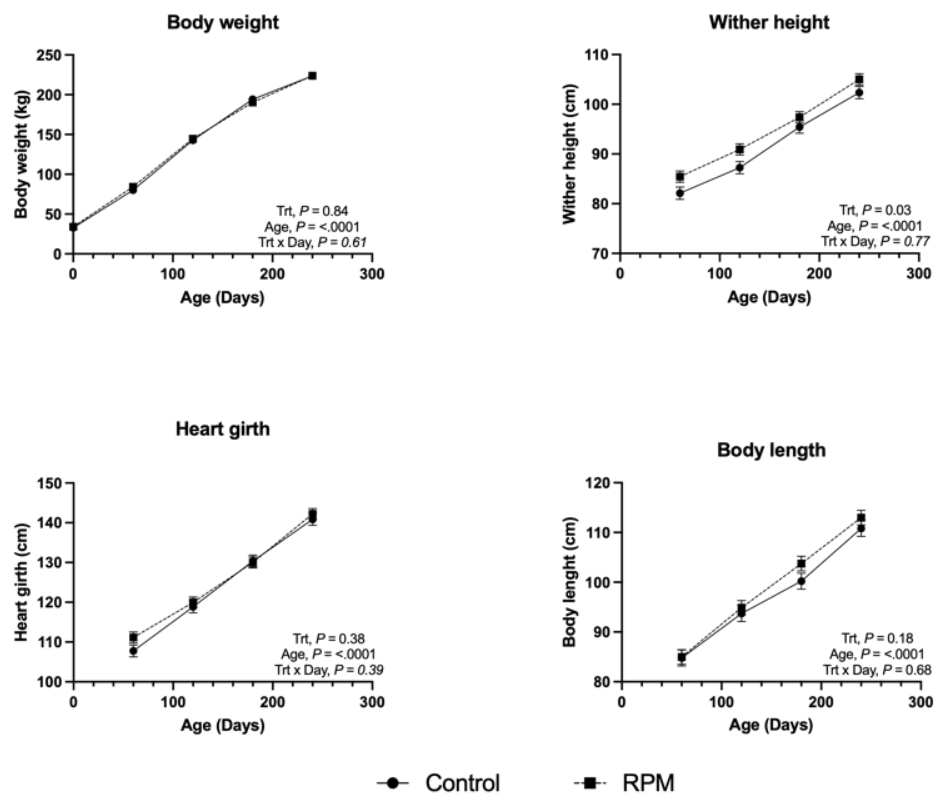 Body weight
250
200
150
100
50
0
Body weight (kg)
Trt, P = 0.84
Age, P = <.0001
Trt x Day, P = 0.61
0 100 200 300
Age (Days)
Wither height
110
100
90
80
70
Wither height (cm)
Trt, P = 0.03
Age, P = <.0001
Trt x Day, P = 0.77
0 100 200 300
Age (Days)
Heart girth
150
140
130
120
110
100
Heart girth (cm)
Trt, P = 0.38
Age, P = <.0001
Trt x Day, P = 0.39
0 100 200 300
Age (Days)
Body length
120
110
100
90
80
Body lenght (cm)
Trt, P = 0.18
Age, P = <.0001
Trt x Day, P = 0.68
0 100 200 300
Age (Days)
Control RPM